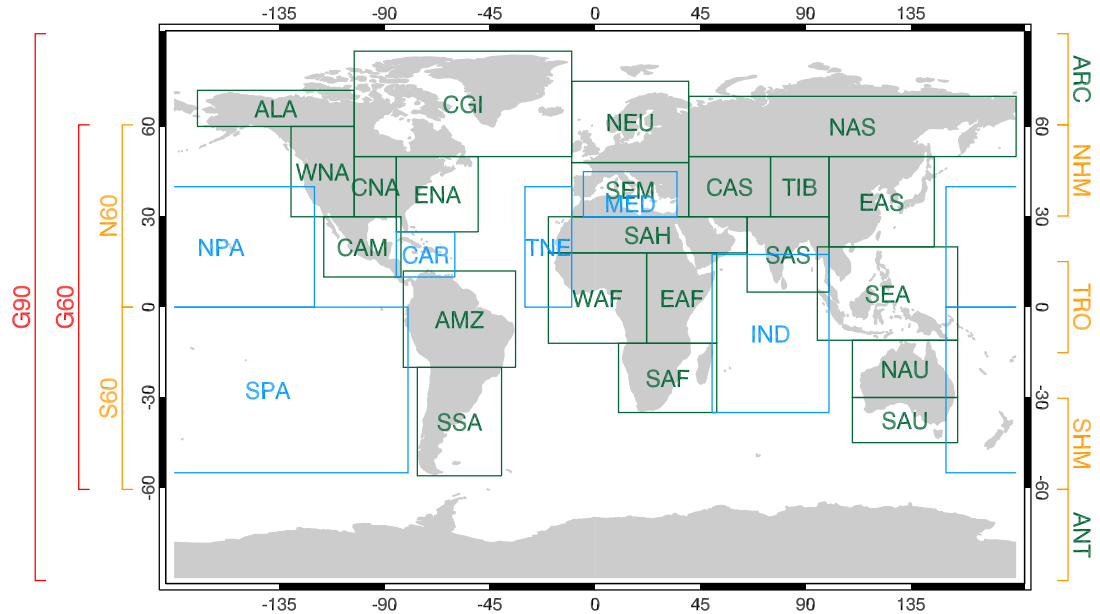 -135 -90 -45 0 45 90 135
ARC
CGI
ALA
NEU
NAS
60 60
NHM
WNA
CNA
ENA
SEM
MED
CAS
TIB
EAS
N60
30 30
NPA
CAM
CAR
TNE
SAH
SAS
G90
G60
0 0
TRO
WAF
EAF
SEA
AMZ
IND
NAU
SAF
SPA
S60
-30 -30
SSA
SAU
SHM
-60 -60
ANT
-135 -90 -45 0 45 90 135